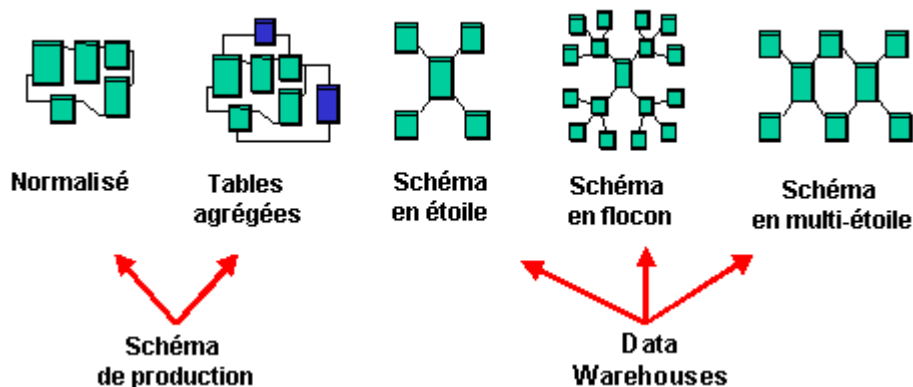 Normalisé
Tables
agrégées
Schéma
en étoile
Schéma
en flocon
Schéma
en multi-étoile
Schéma
de production
Data
Warehouses